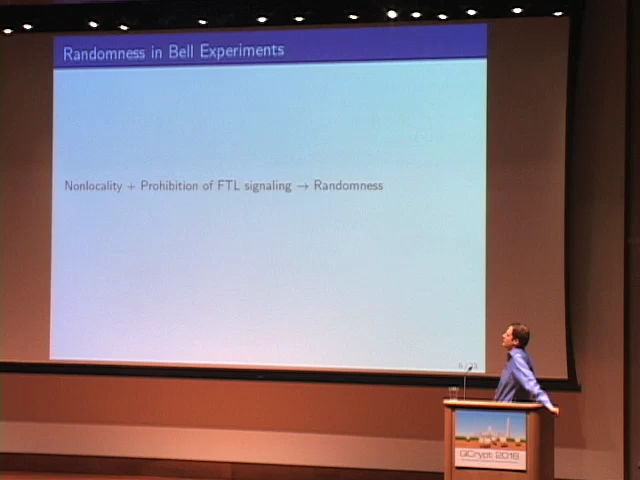 Randomness in Bell Experiments
Nonlocality + Prohibition of FTL signaling → Randomness
QCrypt 2016